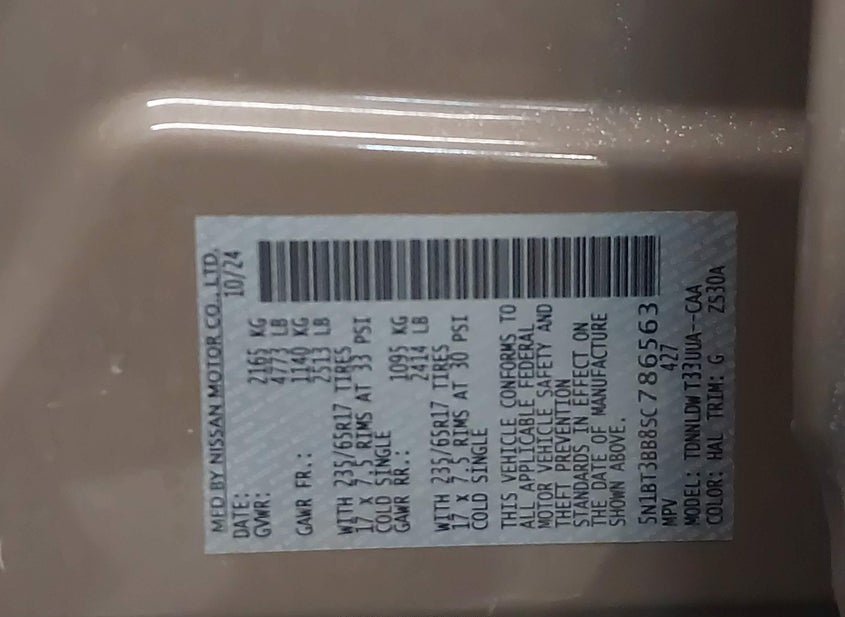 MFD BY NISSAN MOTOR CO., LTD.
DATE: 10/24
GVWR: 2165 KG
4773 LB
GAWR FR.: 1140 KG
2513 LB
WITH 235/65R17 TIRES
17 X 7.5 RIMS AT 33 PSI
COLD SINGLE
GAWR RR.: 1095 KG
2414 LB
WITH 235/65R17 TIRES
17 X 7.5 RIMS AT 30 PSI
COLD SINGLE
THIS VEHICLE CONFORMS TO
ALL APPLICABLE FEDERAL
MOTOR VEHICLE SAFETY AND
THEFT PREVENTION
STANDARDS IN EFFECT ON
THE DATE OF MANUFACTURE
SHOWN ABOVE.
5N1BT3BB8SC786563
MPV 427
MODEL: TDNNLDWT33UUA--CAA
COLOR: HAL TRIM: G ZS30A